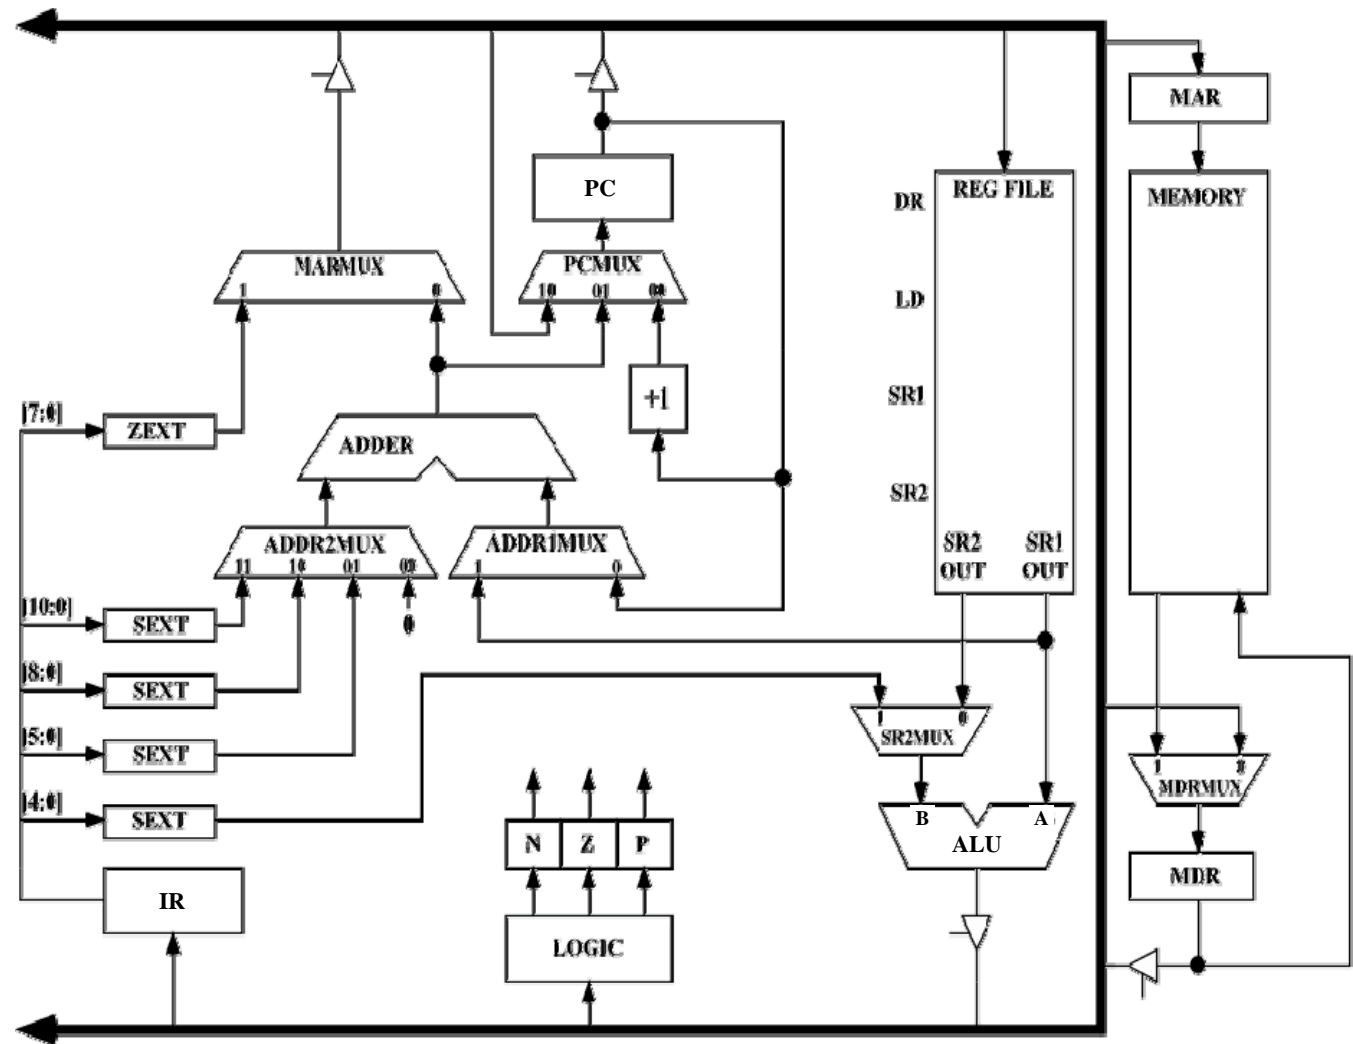 MAR
PC
REG FILE
MEMORY
DR
MARMUX
1 0
PCMUX
10 01 00
LD
[7:0]
ZEXT
+1
SR1
ADDER
SR2
ADDR2MUX
11 10 01 00
ADDR1MUX
1 0
SR2 OUT
SR1 OUT
[10:0]
SEXT
0
[8:0]
SEXT
1 0
SR2MUX
[5:0]
SEXT
1
MDRMUX
[4:0]
SEXT
B A
ALU
N Z P
MDR
IR
LOGIC